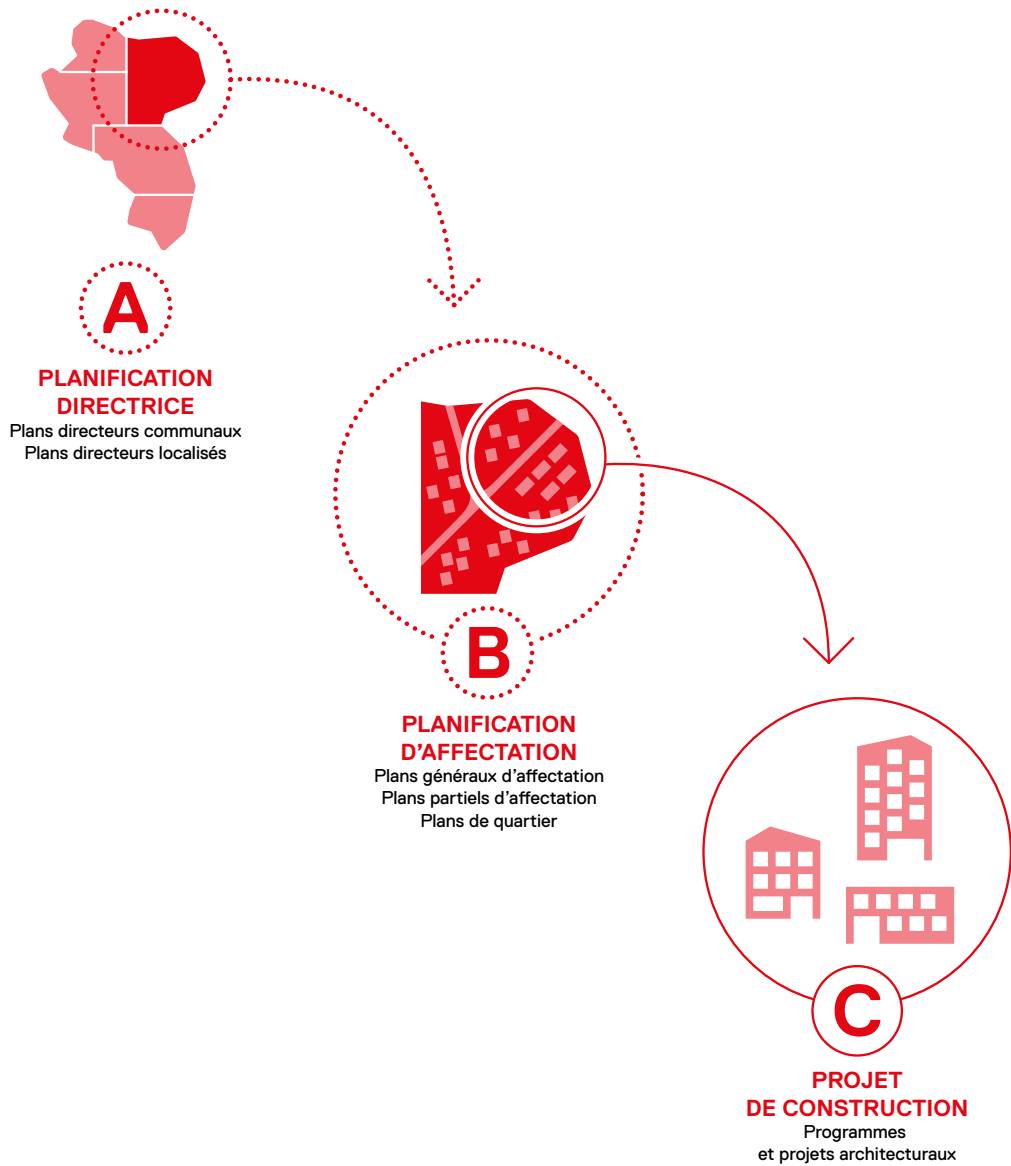 A
PLANIFICATION
DIRECTRICE
Plans directeurs communaux
Plans directeurs localisés
B
PLANIFICATION
D'AFFECTATION
Plans généraux d'affectation
Plans partiels d'affectation
Plans de quartier
C
PROJET
DE CONSTRUCTION
Programmes
et projets architecturaux